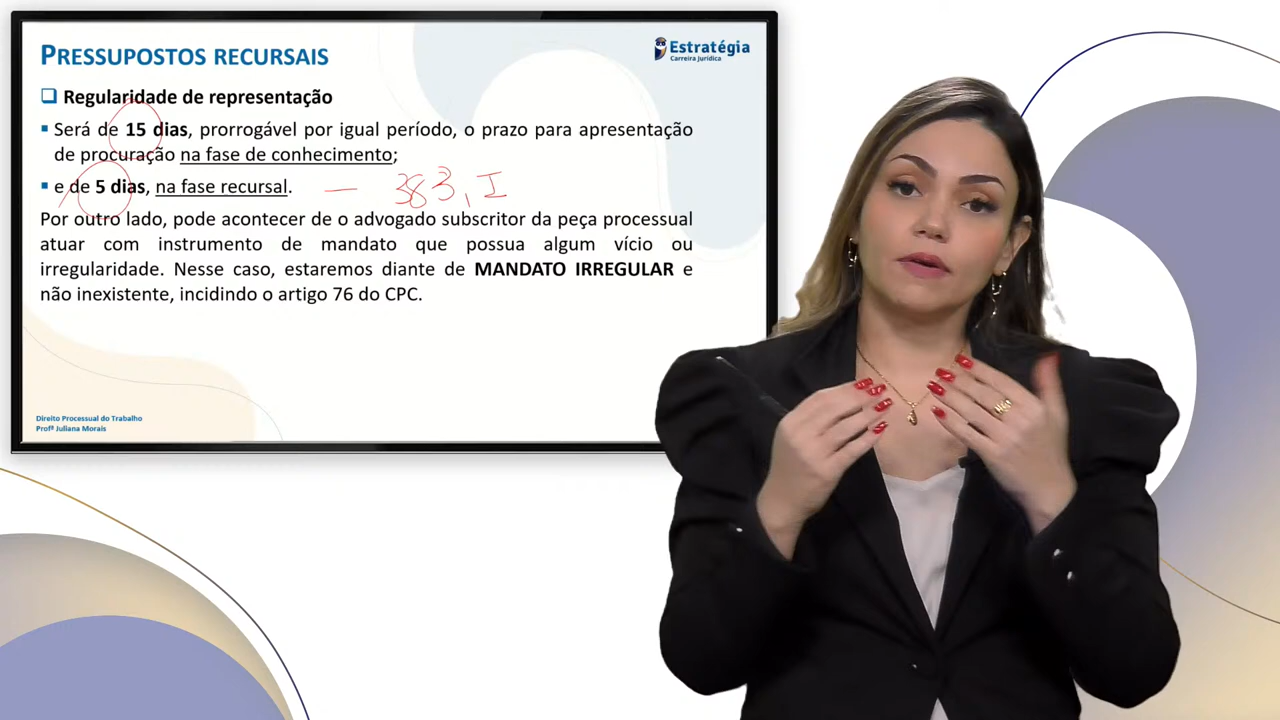 PRESSUPOSTOS RECURSAIS
Estratégia
Carreira Jurídica
Regularidade de representação
Será de 15 dias, prorrogável por igual período, o prazo para apresentação
de procuração na fase de conhecimento;
e de 5 dias, na fase recursal. — 383, I
Por outro lado, pode acontecer de o advogado subscritor da peça processual
atuar com instrumento de mandato que possua algum vício ou
irregularidade. Nesse caso, estaremos diante de MANDATO IRREGULAR e
não inexistente, incidindo o artigo 76 do CPC.
Direito Processual do Trabalho
Profª Juliana Morais